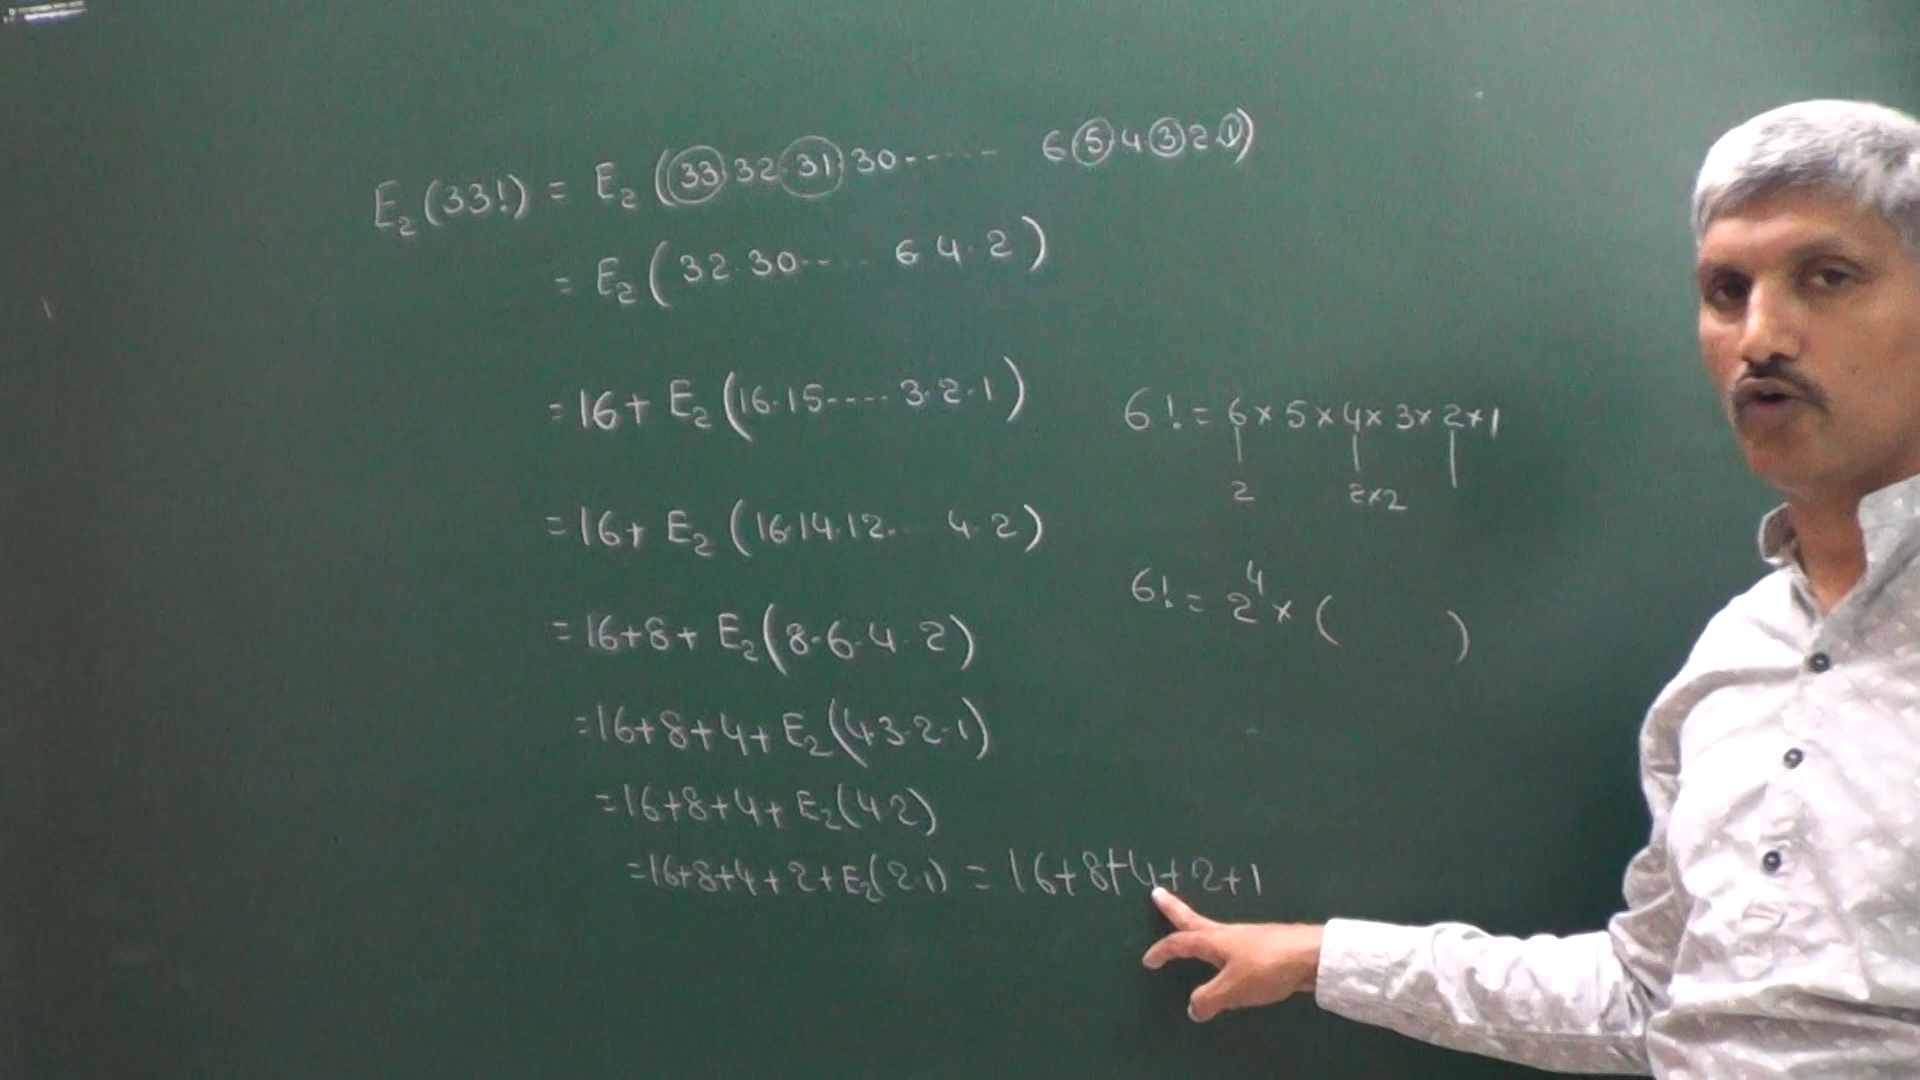 E₂(33!) = E₂(33·32·31·30------ 6 5 4 3 2 1)
= E₂(32·30---- 6·4·2)
= 16+ E₂(16·15---- 3·2·1)
= 16+ E₂(16·14·12.. 4·2)
= 16+8+ E₂(8·6·4·2)
= 16+8+4+ E₂(4·3·2·1)
= 16+8+4+ E₂(4·2)
= 16+8+4+2+E₂(2·1) = 16+8+4+2+1
6! = 6×5×4×3×2×1
2 2×2
6! = 2⁴×( )